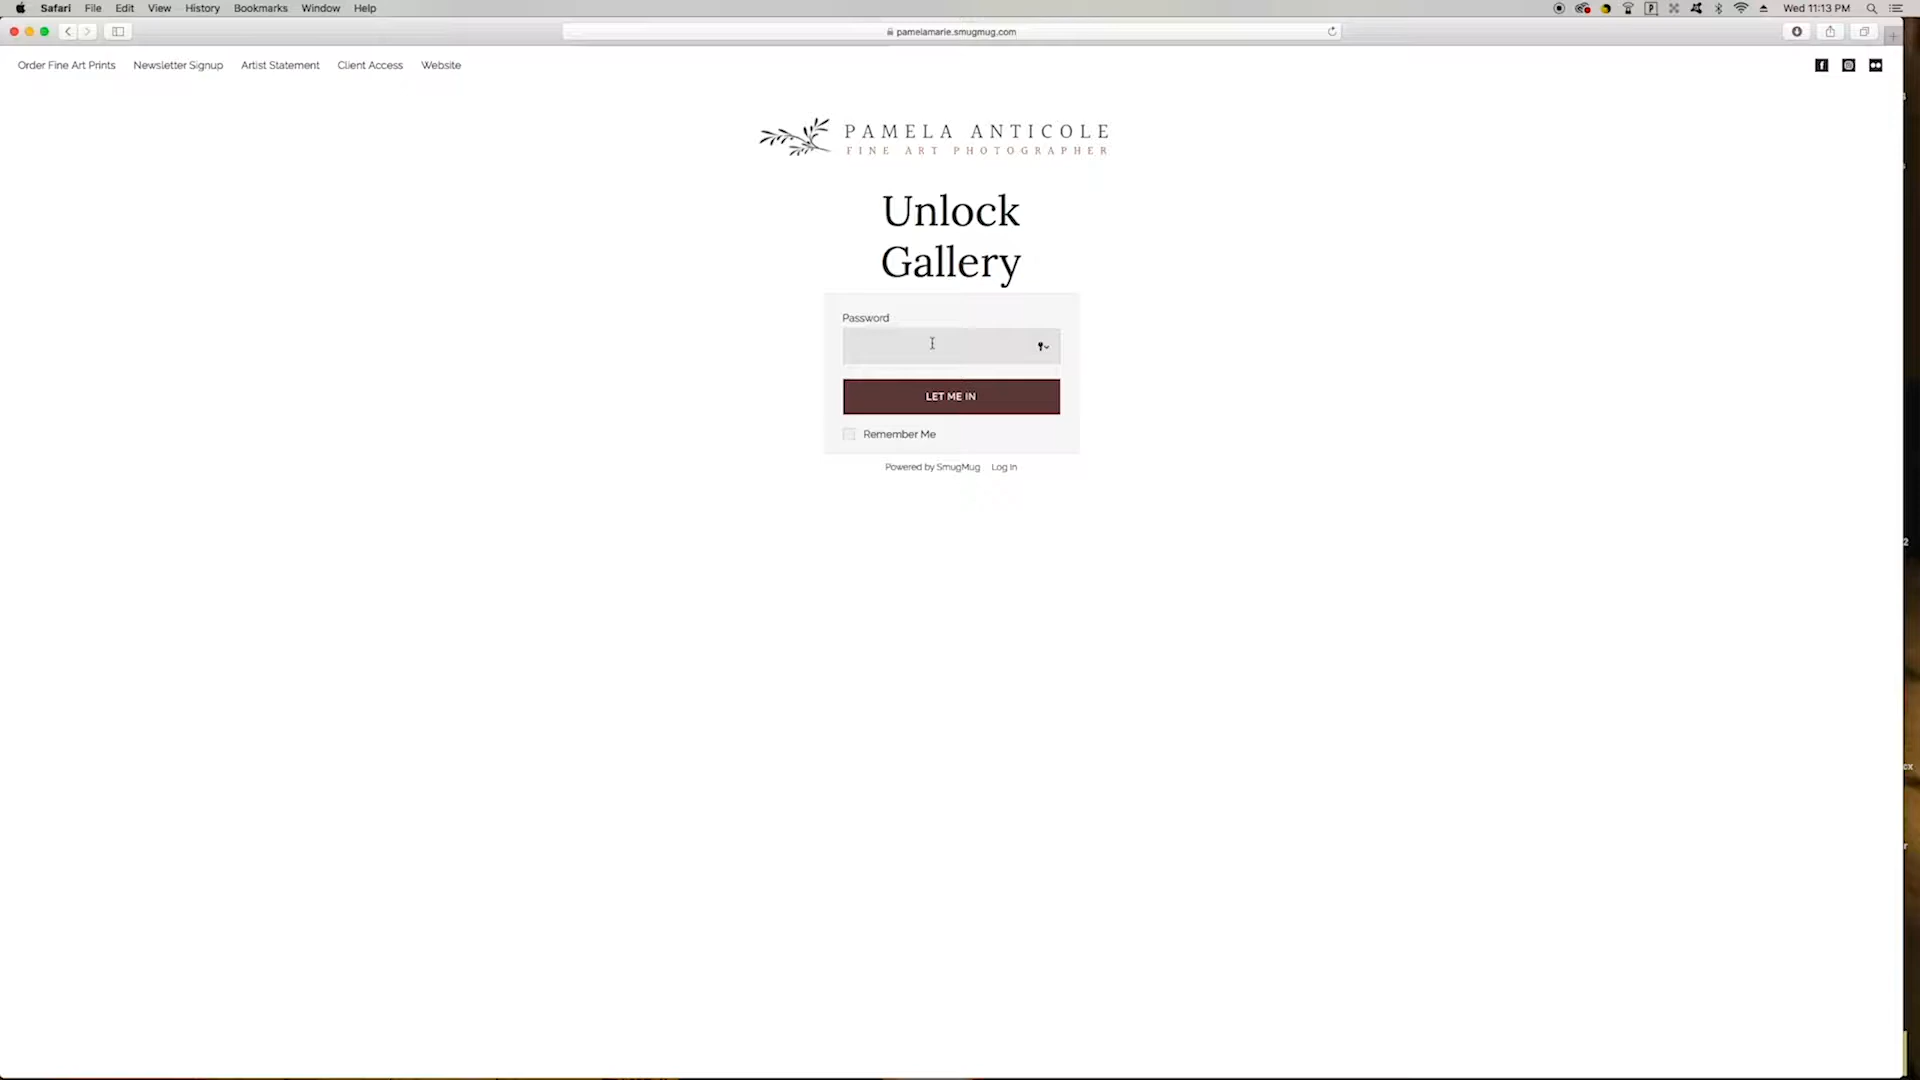 Safari File Edit View History Bookmarks Window Help Wed 11:13 PM
pamelamarie.smugmug.com
Order Fine Art Prints Newsletter Signup Artist Statement Client Access Website
PAMELA ANTICOLE
FINE ART PHOTOGRAPHER
Unlock
Gallery
Password
LET ME IN
Remember Me
Powered by SmugMug Log In
2
cx
r